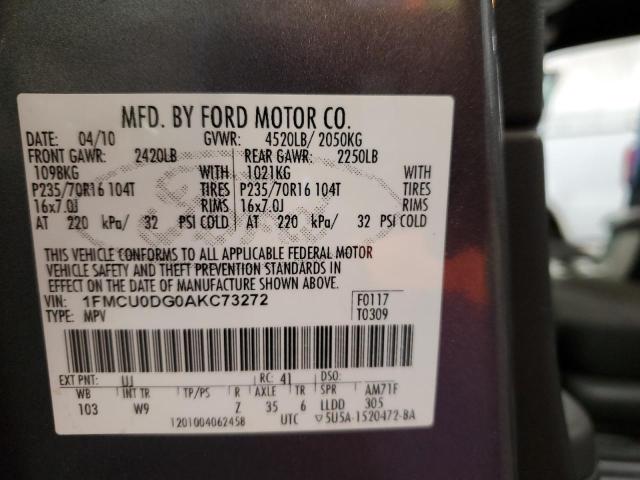 MFD. BY FORD MOTOR CO.
DATE: 04/10 GVWR: 4520LB/ 2050KG
FRONT GAWR: 2420LB REAR GAWR: 2250LB
1098KG WITH 1021KG WITH
P235/70R16 104T TIRES P235/70R16 104T TIRES
16x7.0J RIMS 16x7.0J RIMS
AT 220 kPa/ 32 PSI COLD AT 220 kPa/ 32 PSI COLD
THIS VEHICLE CONFORMS TO ALL APPLICABLE FEDERAL MOTOR
VEHICLE SAFETY AND THEFT PREVENTION STANDARDS IN
EFFECT ON THE DATE OF MANUFACTURE SHOWN ABOVE.
VIN: 1FMCU0DG0AKC73272 F0117
TYPE: MPV T0309
EXT PNT: UJ RC: 41 DSO:
WB INT TR TP/PS R AXLE TR SPR AM71F
103 W9 Z 35 6 LLDD 305
1201004062458 UTC 5U5A-1520472-BA